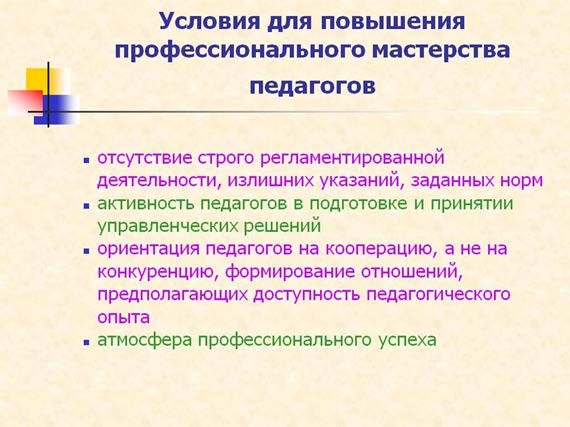 Условия для повышения
профессионального мастерства
педагогов
отсутствие строго регламентированной
деятельности, излишних указаний, заданных норм
активность педагогов в подготовке и принятии
управленческих решений
ориентация педагогов на кооперацию, а не на
конкуренцию, формирование отношений,
предполагающих доступность педагогического
опыта
атмосфера профессионального успеха